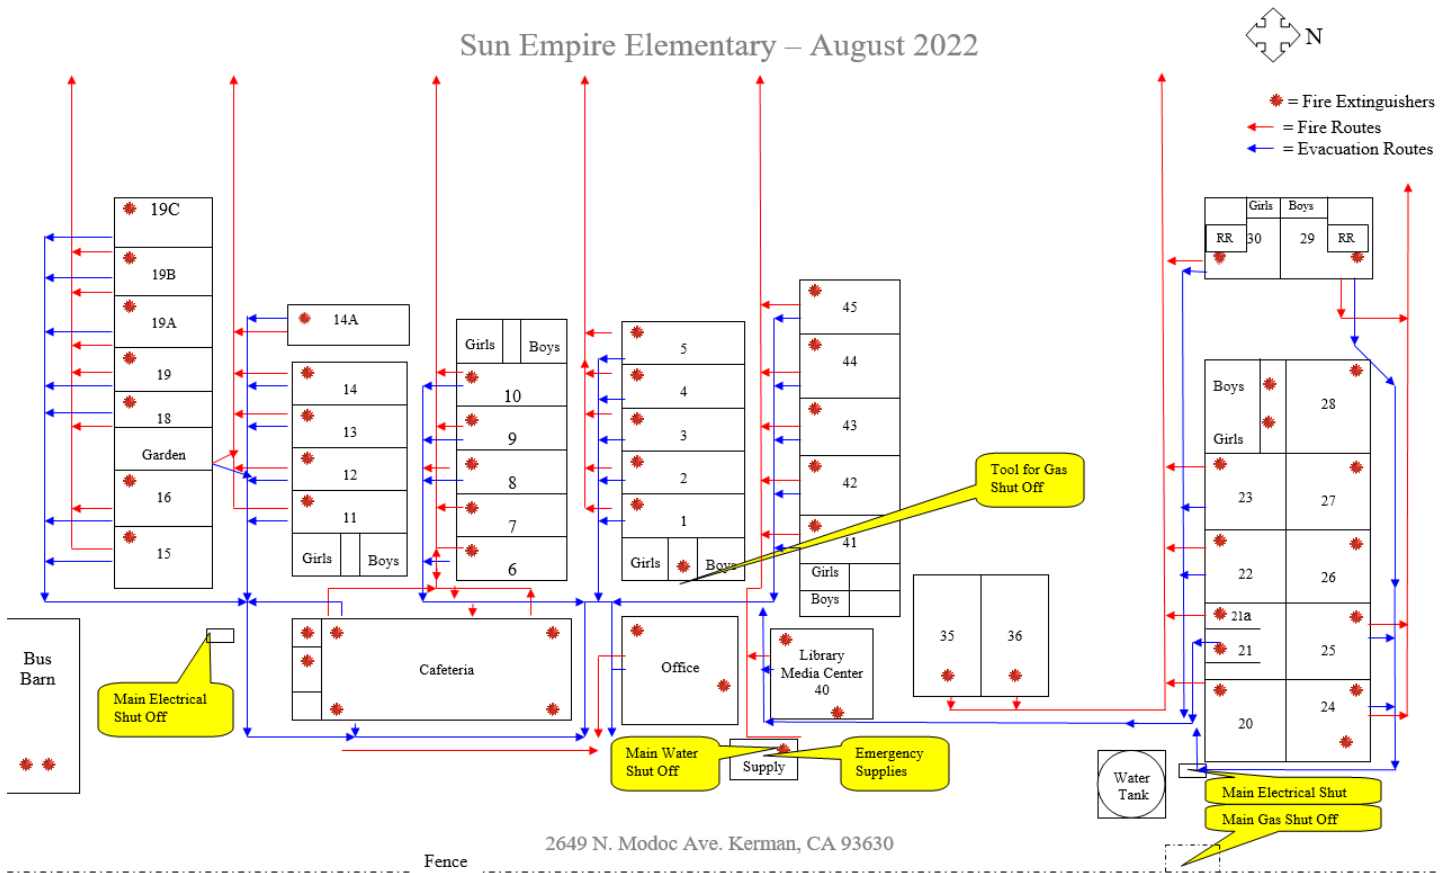 Sun Empire Elementary – August 2022
N
= Fire Extinguishers
= Fire Routes
= Evacuation Routes
19C
19B
19A
19
18
Garden
16
15
14A
14
13
12
11
Girls
Boys
Girls
Boys
10
9
8
7
6
5
4
3
2
1
Girls
Boys
45
44
43
42
41
Girls
Boys
Tool for Gas
Shut Off
35
36
Girls
Boys
RR
30
29
RR
Boys
Girls
28
23
27
22
26
21a
21
25
20
24
Bus
Barn
Main Electrical
Shut Off
Cafeteria
Office
Library
Media Center
40
Main Water
Shut Off
Supply
Emergency
Supplies
Water
Tank
Main Electrical Shut
Main Gas Shut Off
2649 N. Modoc Ave. Kerman, CA 93630
Fence